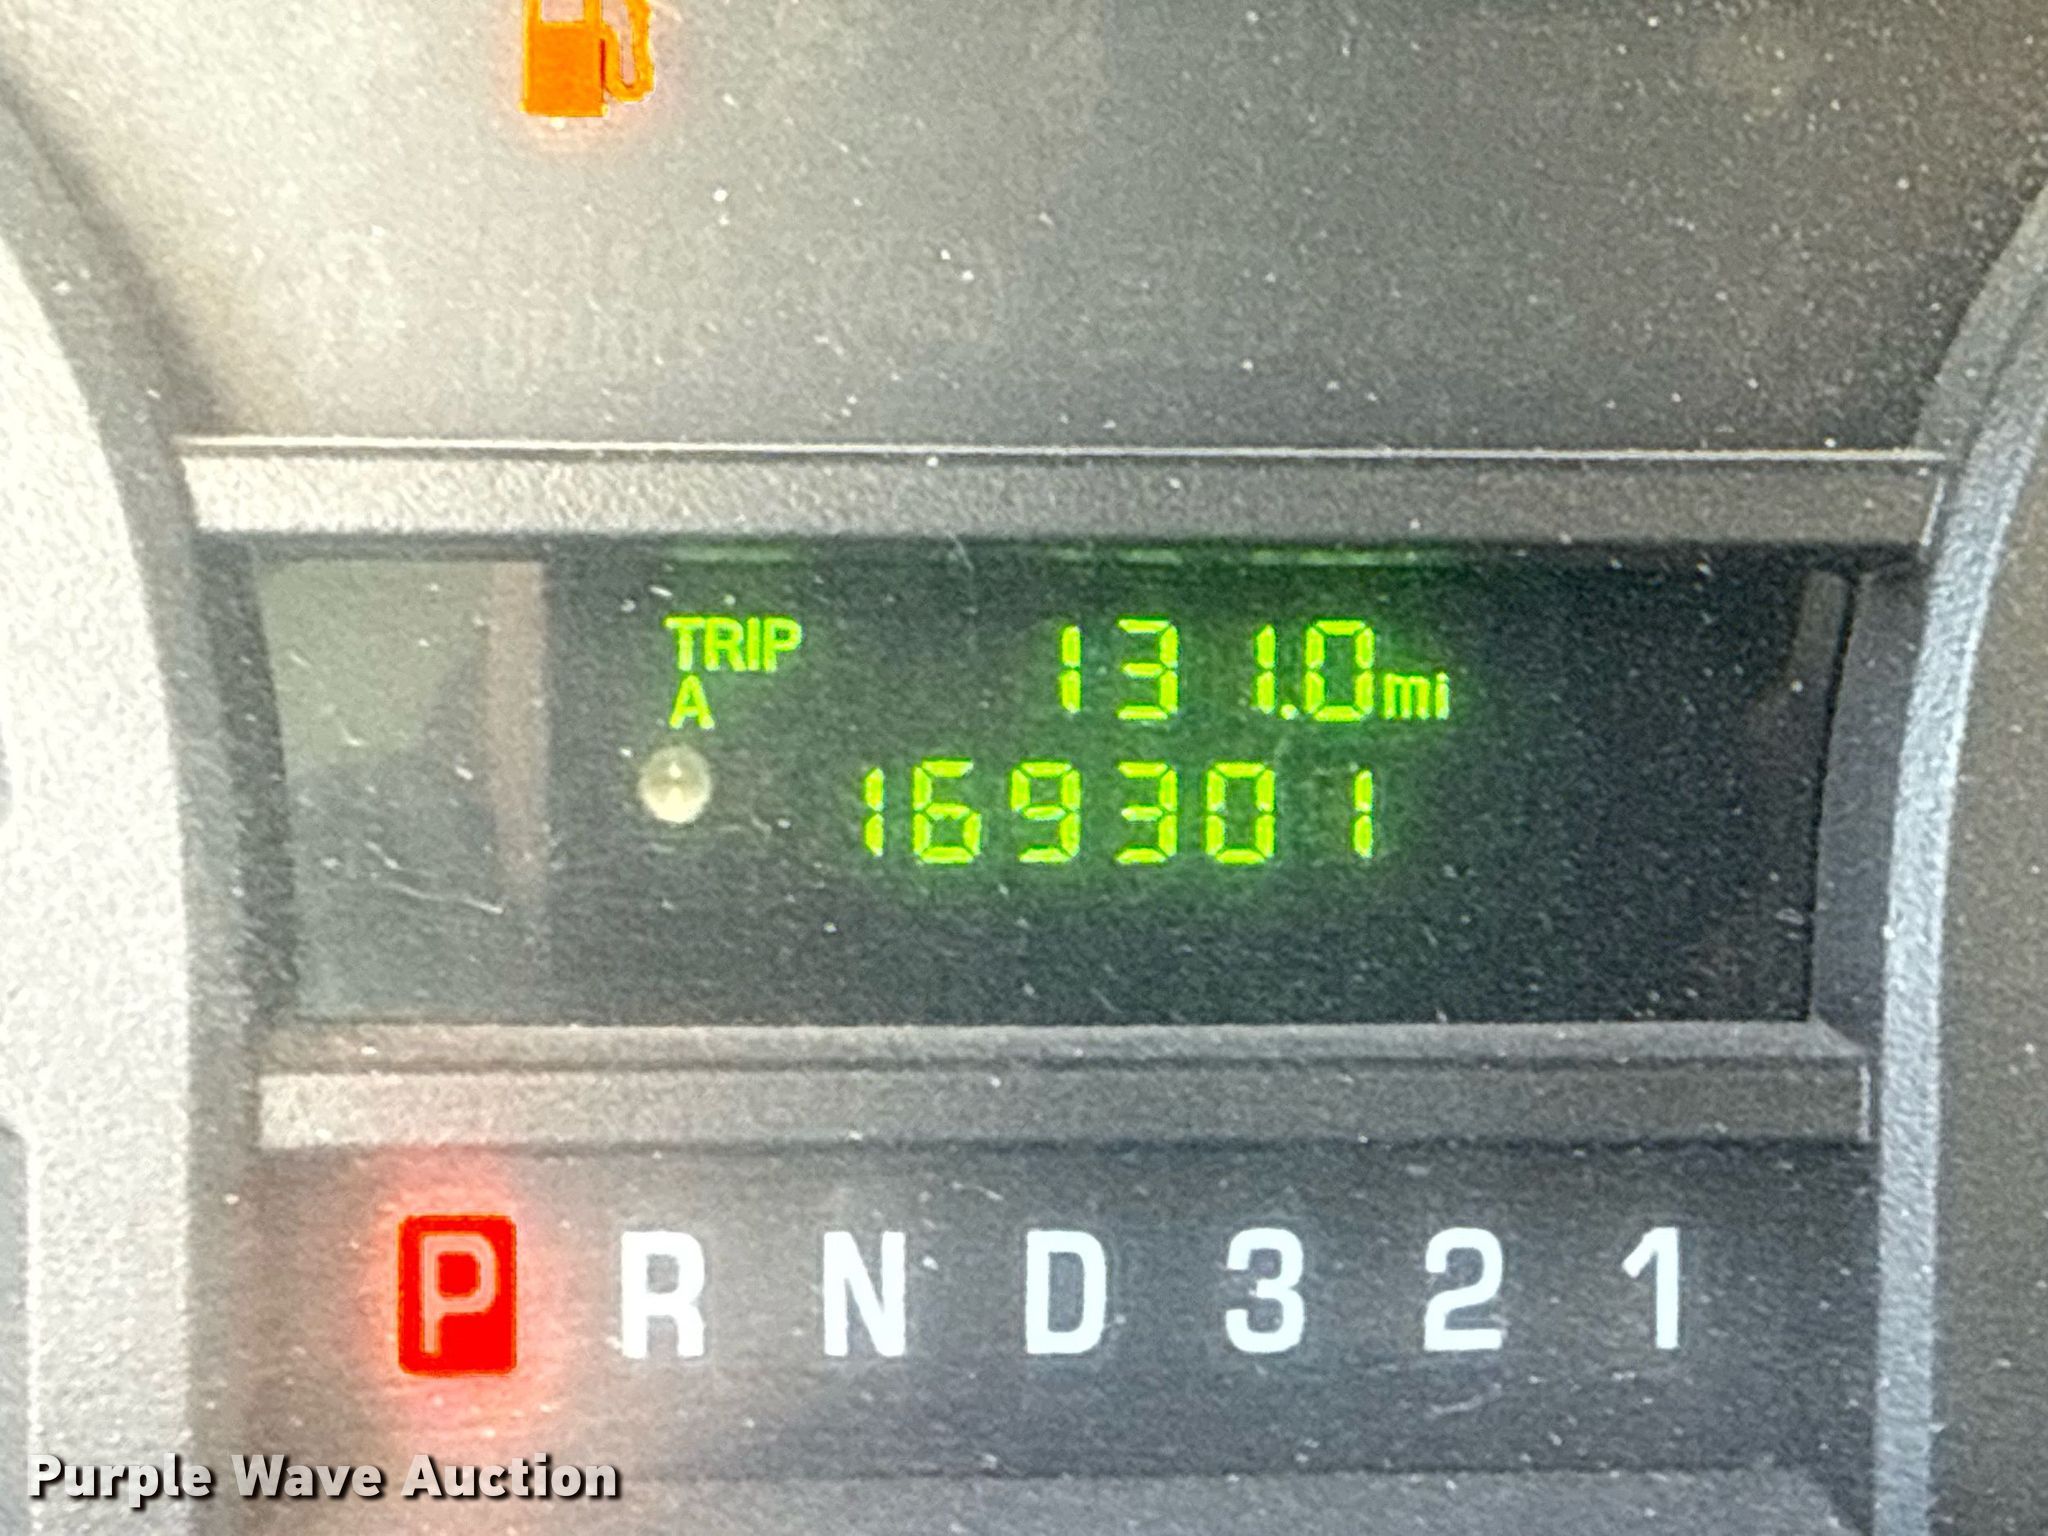 TRIP 131.0mi
A
169301
P R N D 3 2 1
Purple Wave Auction